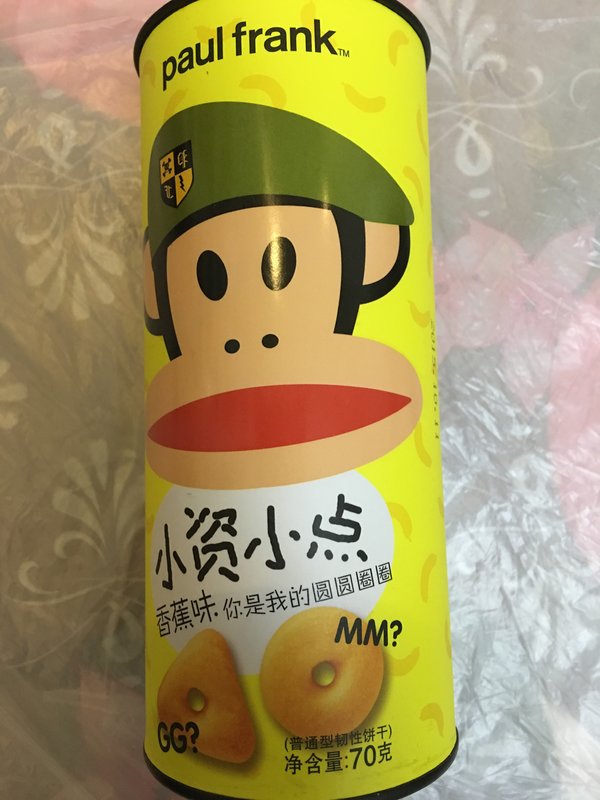 paul frank™
小资小点
香蕉味·你是我的圆圆圈圈
MM?
GG?
(普通型韧性饼干)
净含量:70克